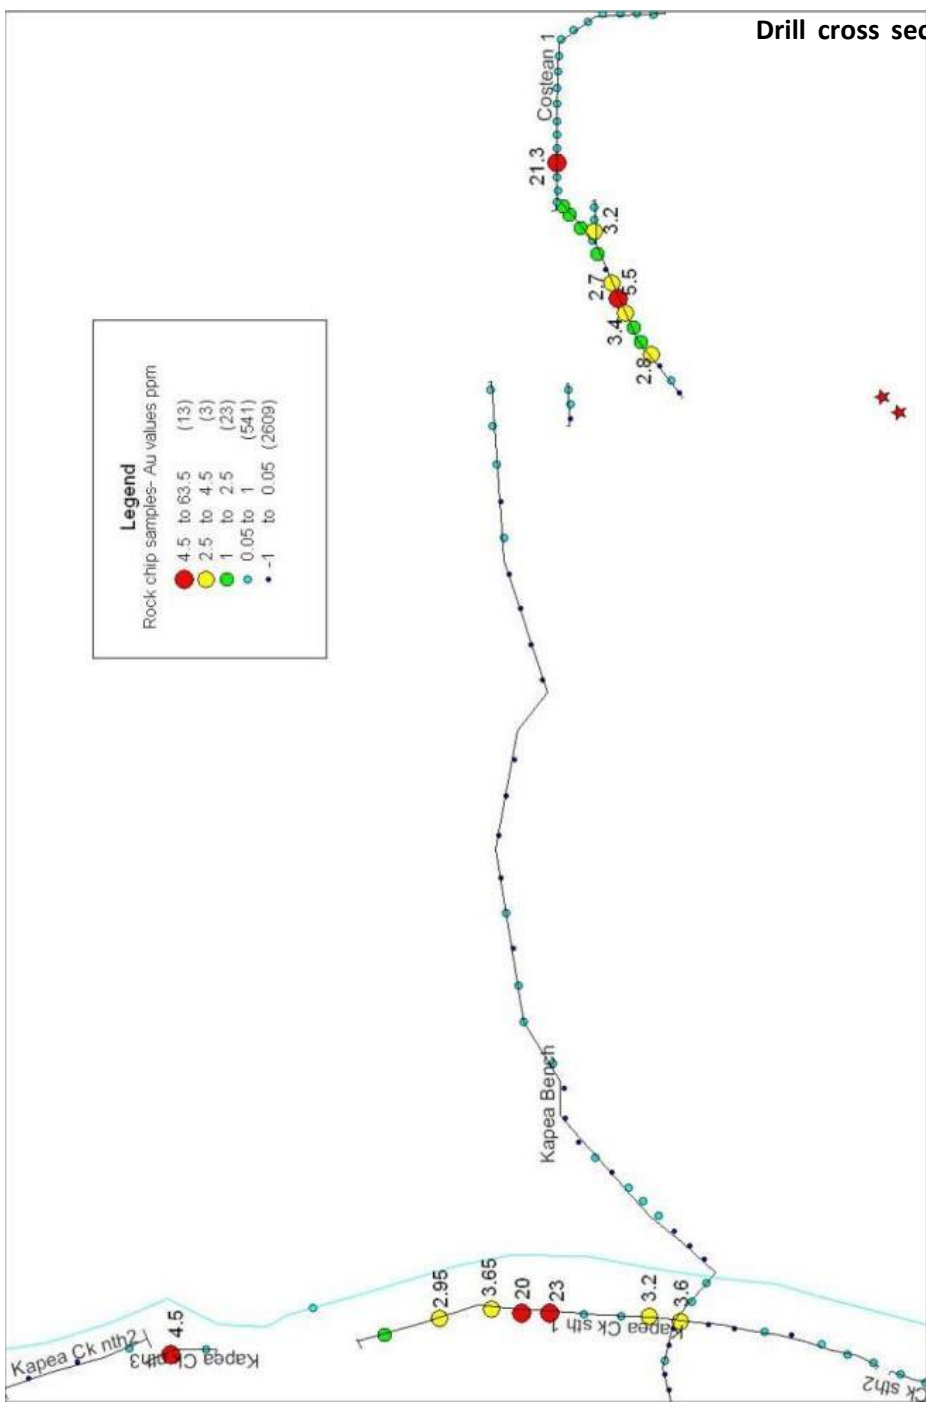 Drill cross sec
Costean 1
21.3
3.2
2.7
5.5
3.4
2.8
Legend
Rock chip samples- Au values ppm
4.5 to 63.5 (13)
2.5 to 4.5 (3)
1 to 2.5 (23)
0.05 to 1 (541)
-1 to 0.05 (2609)
Kapea Bench
Kapea Ck nth2
4.5
Kapea Ck nth3
2.95
3.65
20
23
3.2
3.6
Kapea Ck sth 1
Ck sth2